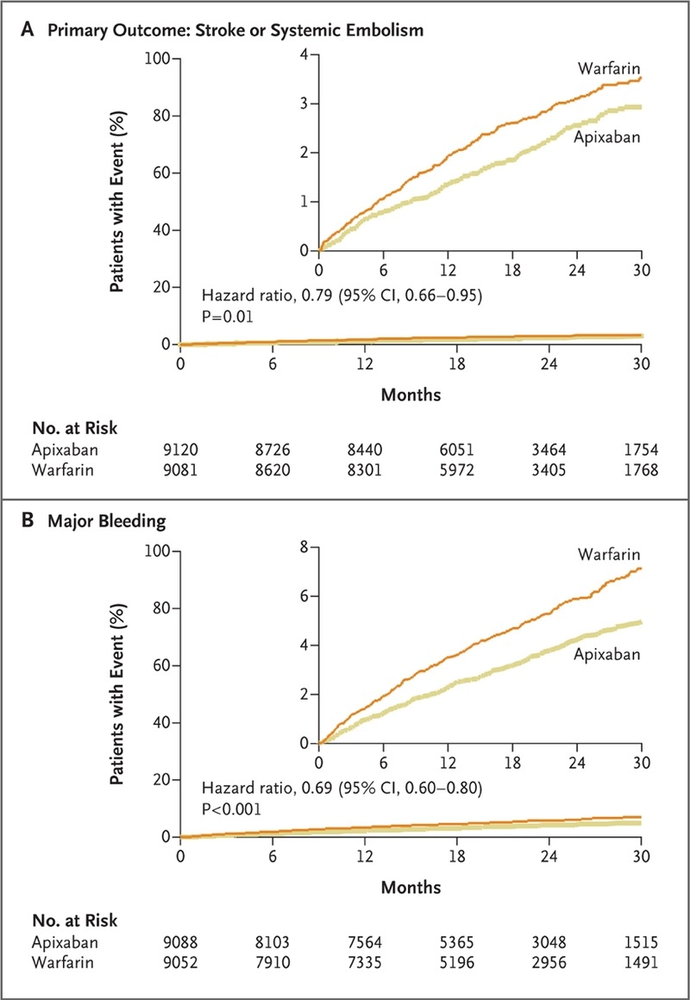 A Primary Outcome: Stroke or Systemic Embolism
Patients with Event (%)
100
80
60
40
20
0
4
3
2
1
0
Warfarin
Apixaban
0 6 12 18 24 30
Hazard ratio, 0.79 (95% CI, 0.66–0.95)
P=0.01
0 6 12 18 24 30
Months
No. at Risk
Apixaban 9120 8726 8440 6051 3464 1754
Warfarin 9081 8620 8301 5972 3405 1768
B Major Bleeding
Patients with Event (%)
100
80
60
40
20
0
8
6
4
2
0
Warfarin
Apixaban
0 6 12 18 24 30
Hazard ratio, 0.69 (95% CI, 0.60–0.80)
P<0.001
0 6 12 18 24 30
Months
No. at Risk
Apixaban 9088 8103 7564 5365 3048 1515
Warfarin 9052 7910 7335 5196 2956 1491